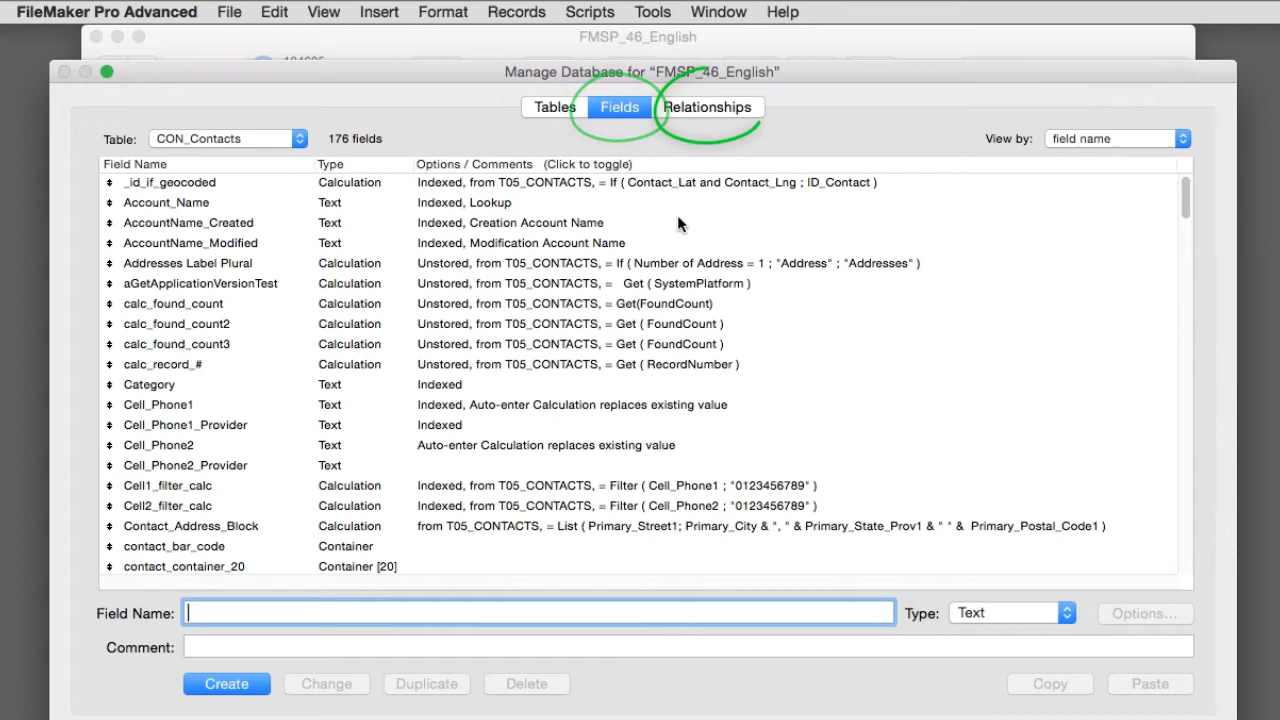 FileMaker Pro Advanced File Edit View Insert Format Records Scripts Tools Window Help
FMSP_46_English
Manage Database for "FMSP_46_English"
Tables Fields Relationships
Table: CON_Contacts 176 fields View by: field name
Field Name Type Options / Comments (Click to toggle)
_id_if_geocoded Calculation Indexed, from T05_CONTACTS, = If ( Contact_Lat and Contact_Lng ; ID_Contact )
Account_Name Text Indexed, Lookup
AccountName_Created Text Indexed, Creation Account Name
AccountName_Modified Text Indexed, Modification Account Name
Addresses Label Plural Calculation Unstored, from T05_CONTACTS, = If ( Number of Address = 1 ; "Address" ; "Addresses" )
aGetApplicationVersionTest Calculation Unstored, from T05_CONTACTS, = Get ( SystemPlatform )
calc_found_count Calculation Unstored, from T05_CONTACTS, = Get(FoundCount)
calc_found_count2 Calculation Unstored, from T05_CONTACTS, = Get ( FoundCount )
calc_found_count3 Calculation Unstored, from T05_CONTACTS, = Get ( FoundCount )
calc_record_# Calculation Unstored, from T05_CONTACTS, = Get ( RecordNumber )
Category Text Indexed
Cell_Phone1 Text Indexed, Auto-enter Calculation replaces existing value
Cell_Phone1_Provider Text Indexed
Cell_Phone2 Text Auto-enter Calculation replaces existing value
Cell_Phone2_Provider Text
Cell1_filter_calc Calculation Indexed, from T05_CONTACTS, = Filter ( Cell_Phone1 ; "0123456789" )
Cell2_filter_calc Calculation Indexed, from T05_CONTACTS, = Filter ( Cell_Phone2 ; "0123456789" )
Contact_Address_Block Calculation from T05_CONTACTS, = List ( Primary_Street1; Primary_City & ", " & Primary_State_Prov1 & " " & Primary_Postal_Code1 )
contact_bar_code Container
contact_container_20 Container [20]
Field Name: Type: Text Options...
Comment:
Create Change Duplicate Delete Copy Paste